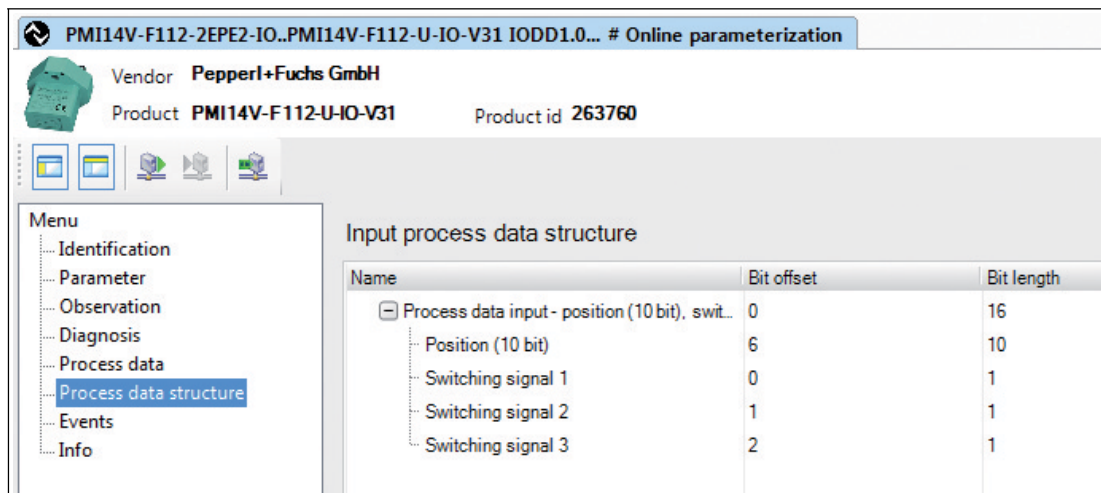 PMI14V-F112-2EPE2-IO..PMI14V-F112-U-IO-V31 IODD1.0... # Online parameterization
Vendor Pepperl+Fuchs GmbH
Product PMI14V-F112-U-IO-V31 Product id 263760
Menu
Identification
Parameter
Observation
Diagnosis
Process data
Process data structure
Events
Info
Input process data structure
Name Bit offset Bit length
Process data input - position (10 bit), swit... 0 16
Position (10 bit) 6 10
Switching signal 1 0 1
Switching signal 2 1 1
Switching signal 3 2 1